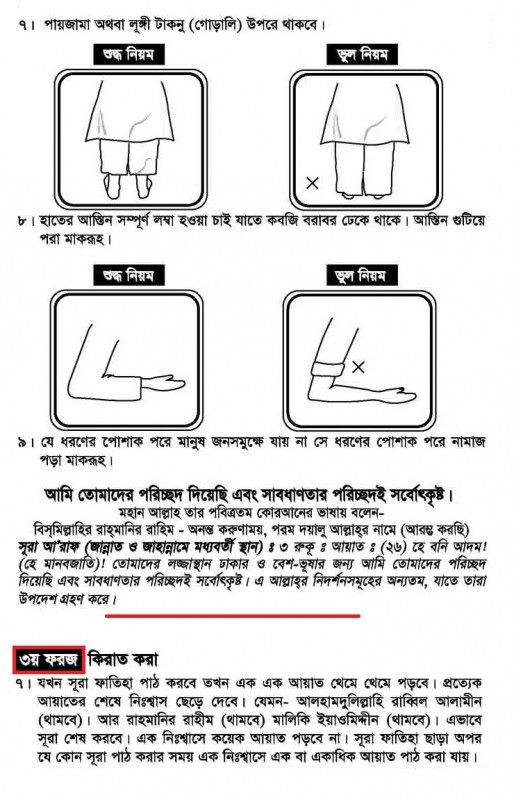 ৭। পায়জামা অথবা লূঙ্গী টাকনু (গোড়ালি) উপরে থাকবে।
শুদ্ধ নিয়ম
ভুল নিয়ম
৮। হাতের আস্তিন সম্পূর্ণ লম্বা হওয়া চাই যাতে কবজি বরাবর ঢেকে থাকে। আস্তিন গুটিয়ে
পরা মাকরূহ।
শুদ্ধ নিয়ম
ভুল নিয়ম
৯। যে ধরণের পোশাক পরে মানুষ জনসমুক্ষে যায় না সে ধরণের পোশাক পরে নামাজ
পড়া মাকরূহ।
আমি তোমাদের পরিচ্ছদ দিয়েছি এবং সাবধাণতার পরিচ্ছদই সর্বোৎকৃষ্ট।
মহান আল্লাহ তার পবিত্রতম কোরআনের ভাষায় বলেন-
বিস্‌মিল্লাহির রাহ্‌মানির রাহিম - অনন্ত করুণাময়, পরম দয়ালু আল্লাহ্‌র নামে (আরম্ভ করছি)
সূরা আ'রাফ (জান্নাত ও জাহান্নামে মধ্যবর্তী স্থান) ঃ ৩ রুকু ঃ আয়াত ঃ (২৬) হে বনি আদম!
(হে মানবজাতি)! তোমাদের লজ্জাস্থান ঢাকার ও বেশ-ভূষার জন্য আমি তোমাদের পরিচ্ছদ
দিয়েছি এবং সাবধাণতার পরিচ্ছদই সর্বোৎকৃষ্ট। এ আল্লাহ্‌র নিদর্শনসমূহের অন্যতম, যাতে তারা
উপদেশ গ্রহণ করে।
৩য় ফরজ কিরাত করা
৭। যখন সূরা ফাতিহা পাঠ করবে তখন এক এক আয়াত থেমে থেমে পড়বে। প্রত্যেক
আয়াতের শেষে নিঃশ্বাস ছেড়ে দেবে। যেমন- আলহামদুলিল্লাহি রাব্বিল আলামীন
(থামবে)। আর রাহমানির রাহীম (থামবে) মালিকি ইয়াওমিদ্দীন (থামবে)। এভাবে
সূরা শেষ করবে। এক নিঃশ্বাসে কয়েক আয়াত পড়বে না। সূরা ফাতিহা ছাড়া অপর
যে কোন সূরা পাঠ করার সময় এক নিঃশ্বাসে এক বা একাধিক আয়াত পাঠ করা যায়।